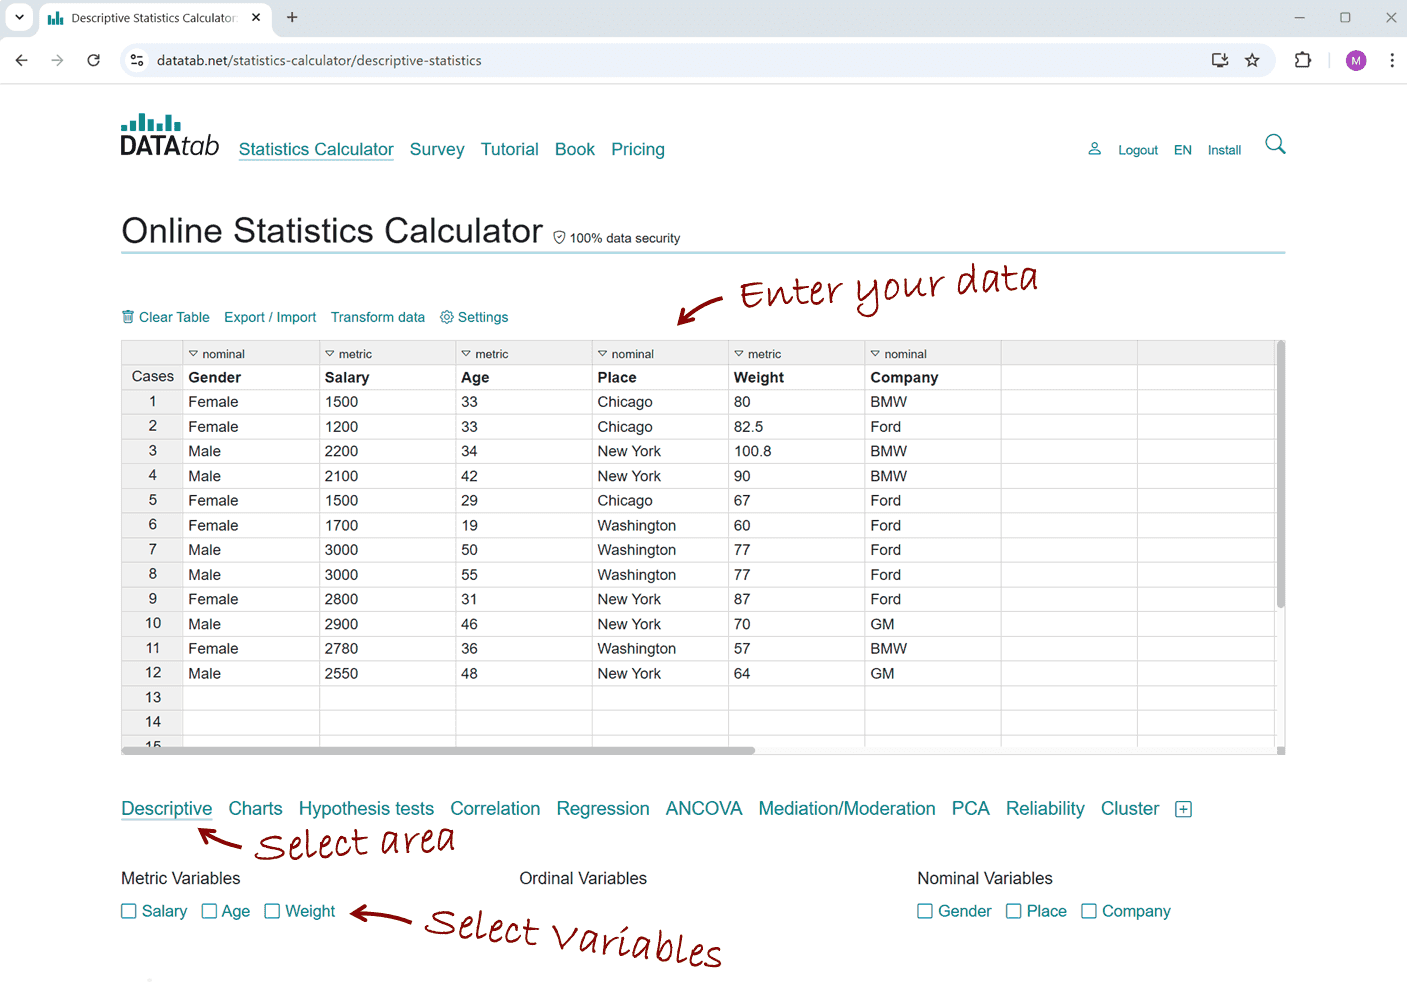 Descriptive Statistics Calculator
datatab.net/statistics-calculator/descriptive-statistics
M
DATAtab
Statistics Calculator Survey Tutorial Book Pricing
Logout EN Install
Online Statistics Calculator 100% data security
Enter your data
Clear Table Export / Import Transform data Settings
nominal metric metric nominal metric nominal
Cases Gender Salary Age Place Weight Company
1 Female 1500 33 Chicago 80 BMW
2 Female 1200 33 Chicago 82.5 Ford
3 Male 2200 34 New York 100.8 BMW
4 Male 2100 42 New York 90 BMW
5 Female 1500 29 Chicago 67 Ford
6 Female 1700 19 Washington 60 Ford
7 Male 3000 50 Washington 77 Ford
8 Male 3000 55 Washington 77 Ford
9 Female 2800 31 New York 87 Ford
10 Male 2900 46 New York 70 GM
11 Female 2780 36 Washington 57 BMW
12 Male 2550 48 New York 64 GM
13
14
15
Descriptive Charts Hypothesis tests Correlation Regression ANCOVA Mediation/Moderation PCA Reliability Cluster
Select area
Metric Variables Ordinal Variables Nominal Variables
Salary Age Weight Gender Place Company
Select Variables